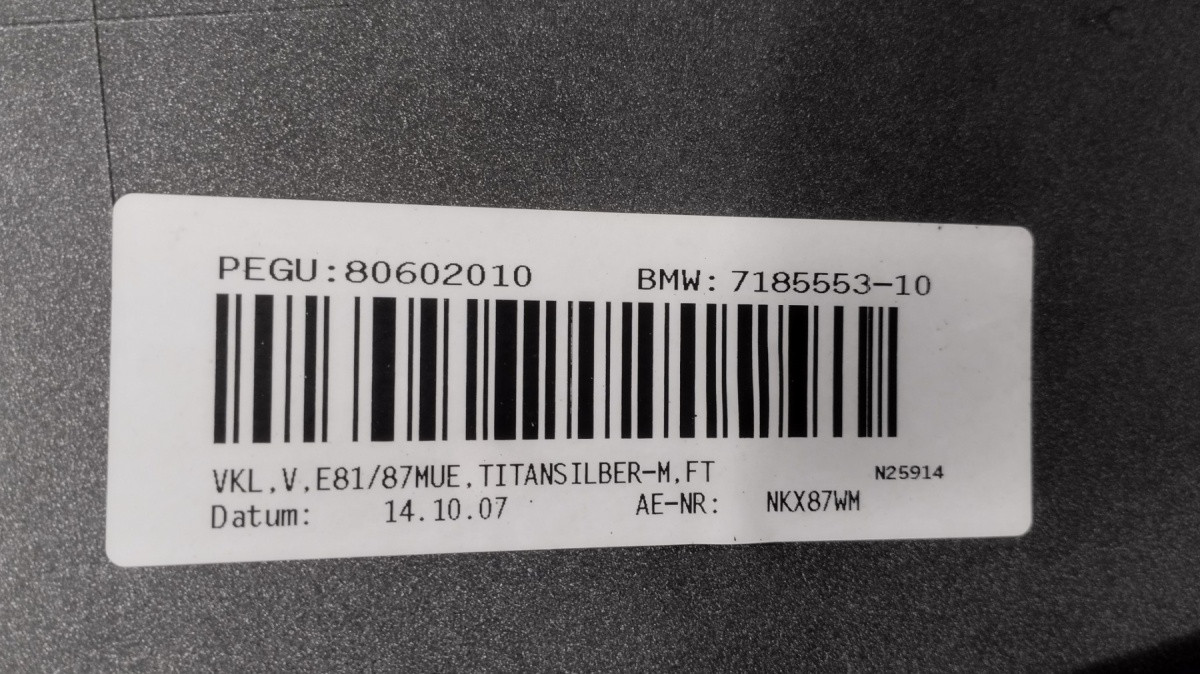 PEGU:80602010 BMW: 7185553-10
VKL,V,E81/87MUE,TITANSILBER-M,FT N25914
Datum: 14.10.07 AE-NR: NKX87WM